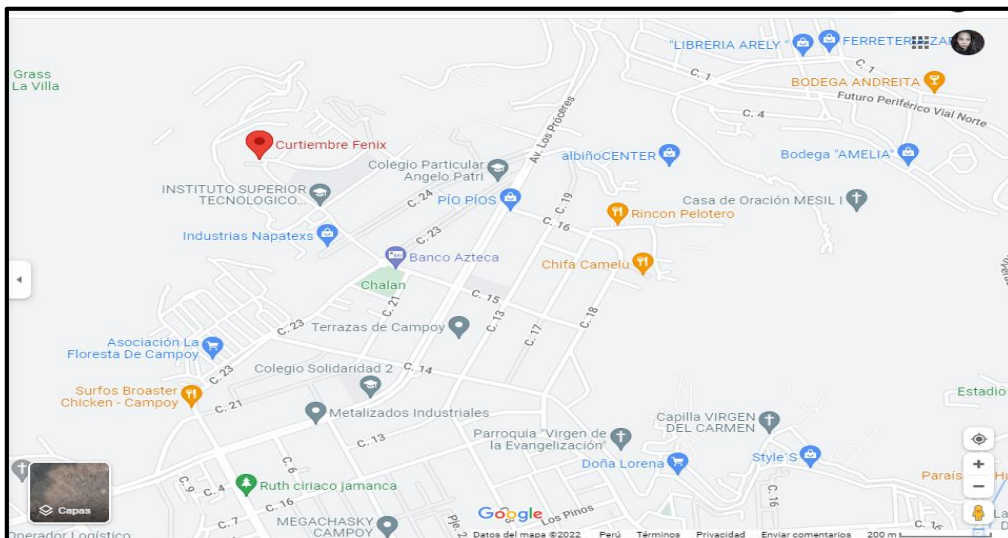 "LIBRERIA ARELY "
C. 1
C. 1
Grass
La Villa
BODEGA ANDREITA
Futuro Periférico Vial Norte
C. 4
Av. Los Próceres
Curtiembre Fenix
Colegio Particular
Angelo Patri
albiñoCENTER
Bodega "AMELIA"
INSTITUTO SUPERIOR
TECNOLOGICO...
C. 24
PÍO PÍOS
C. 19
Casa de Oración MESIL I
Rincon Pelotero
Industrias Napatexs
C. 23
C. 16
Banco Azteca
Chifa Camelu
Chalan
C. 15
C. 21
C. 13
C. 17
C. 18
Terrazas de Campoy
C. 23
Asociación La
Floresta De Campoy
C. 23
Colegio Solidaridad 2
C. 14
Surfos Broaster
Chicken - Campoy
C. 21
Estadio
Metalizados Industriales
Capilla VIRGEN
DEL CARMEN
C. 13
Parroquia "Virgen de
la Evangelización"
Doña Lorena
Style`S
C. 6
C. 9
C. 4
Ruth ciriaco jamanca
C. 16
C. 16
Capas
C. 7
MEGACHASKY
CAMPOY
Google
Los Pinos
C. 16
Operador Logístico
Datos del mapa ©2022
Perú
Términos
Privacidad
Enviar comentarios
200 m